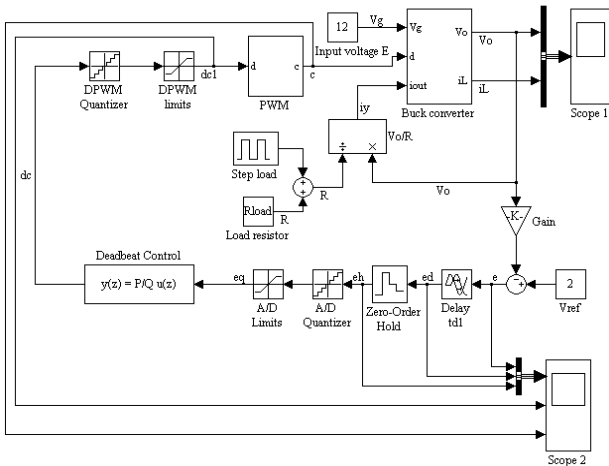 12
Vg
Input voltage E
Vg
d
iout
Vo
iL
Buck converter
Vo
iL
Scope 1
DPWM
Quantizer
DPWM
limits
dc1
d
c
PWM
c
iy
÷
×
Vo/R
Step load
+
+
R
Rload
R
Load resistor
Vo
dc
-K-
Gain
Deadbeat Control
y(z) = P/Q u(z)
eq
A/D
Limits
A/D
Quantizer
eh
Zero-Order
Hold
ed
Delay
td1
e
−
+
2
Vref
Scope 2